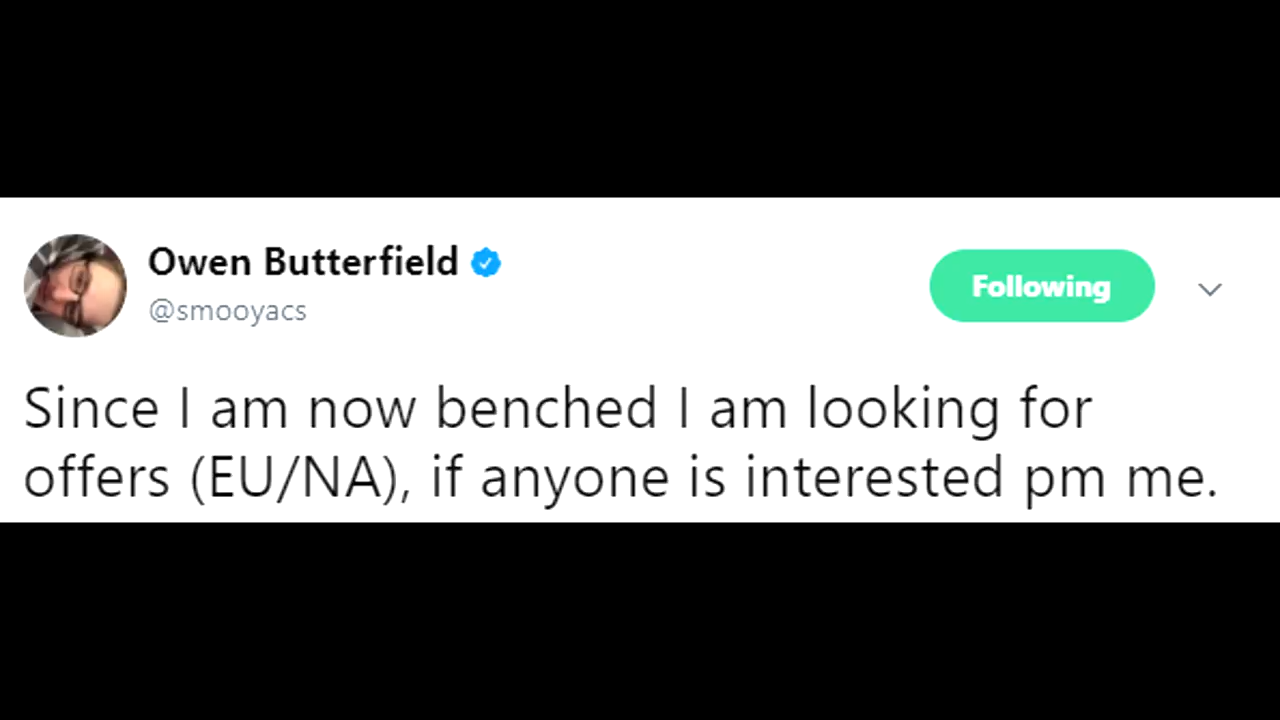 Owen Butterfield
@smooyacs
Following
Since I am now benched I am looking for
offers (EU/NA), if anyone is interested pm me.